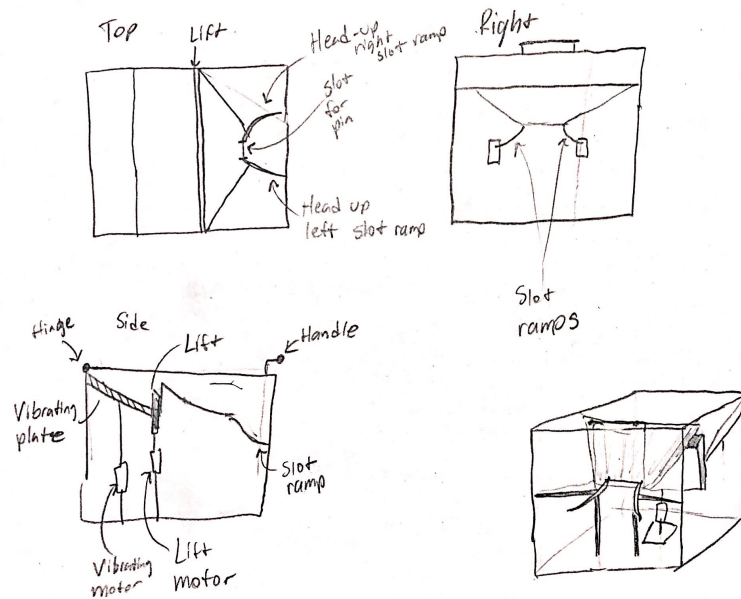 Top
Lift
Head-up
right
slot ramp
slot
for
pin
Head up
left slot ramp
Right
Slot
ramps
Hinge
Side
Lift
Handle
Vibrating
plate
Slot
ramp
Vibrating
motor
Lift
motor